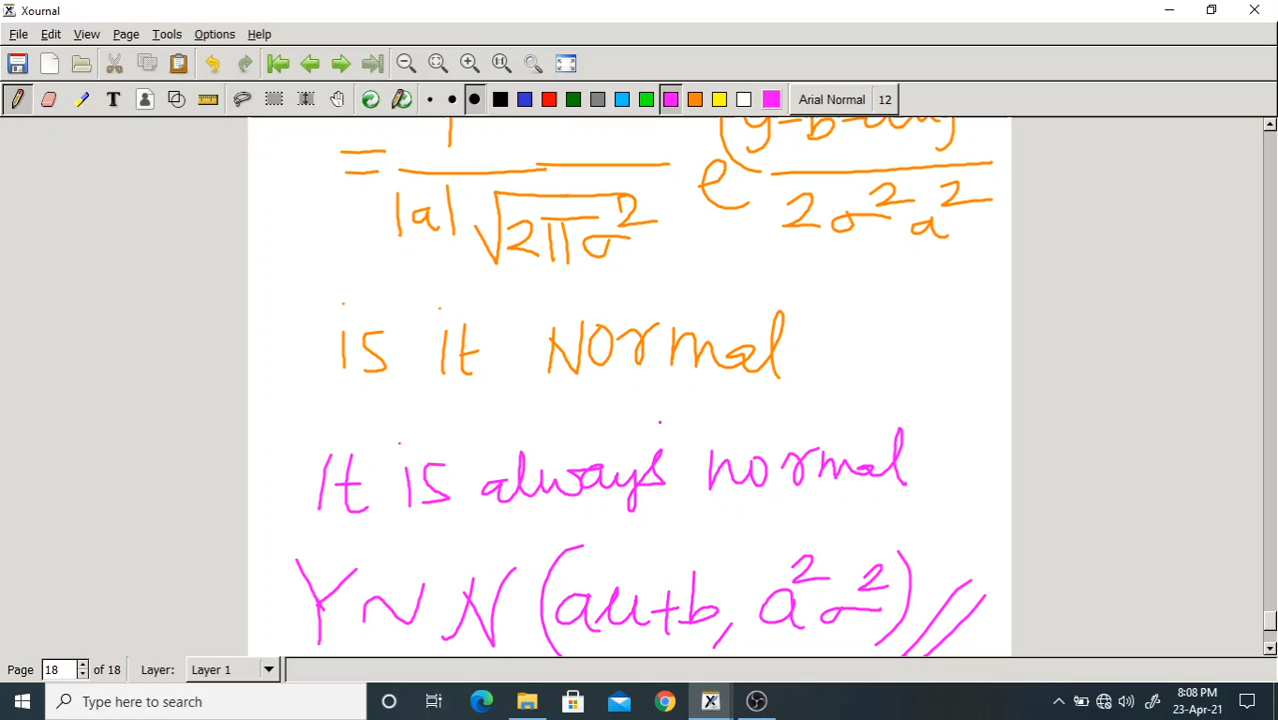 Xournal
File Edit View Page Tools Options Help
Arial Normal 12
= 1 / |a| √2πσ² e (y-b-au) / 2σ²a²
is it Normal
It is always normal
Y ~ N (au+b, a²σ²) //
Page 18 of 18 Layer: Layer 1
Type here to search
8:08 PM
23-Apr-21